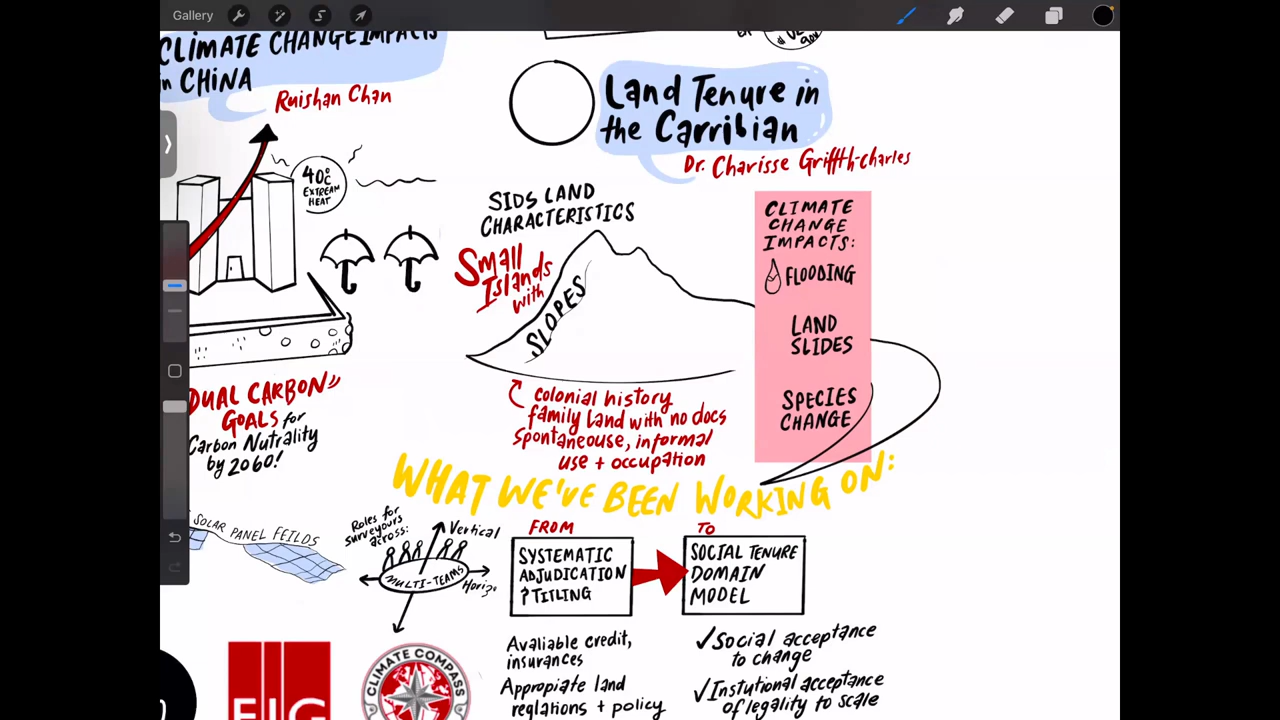 Gallery
CLIMATE CHANGE IMPACTS
in CHINA
Ruishan Chan
40°C
EXTREAM
HEAT
DUAL CARBON
GOALS for
Carbon Nutrality
by 2060!
SOLAR PANEL FEILDS
Land Tenure in
the Carribian
Dr. Charisse Griffth-Charles
SIDS LAND
CHARACTERISTICS
Small
Islands
with
SLOPES
colonial history
family land with no docs
spontaneouse, informal
use + occupation
CLIMATE
CHANGE
IMPACTS:
FLOODING
LAND
SLIDES
SPECIES
CHANGE
WHAT WE'VE BEEN WORKING ON:
Roles for
surveyours
across:
Vertical
MULTI-TEAMS
FROM
SYSTEMATIC
ADJUDICATION
? TITLING
TO
SOCIAL TENURE
DOMAIN
MODEL
Avaliable credit,
insurances
Appropiate land
reglations + policy
✓Social acceptance
to change
✓Instutional acceptance
of legality to scale
FIG
CLIMATE COMPASS